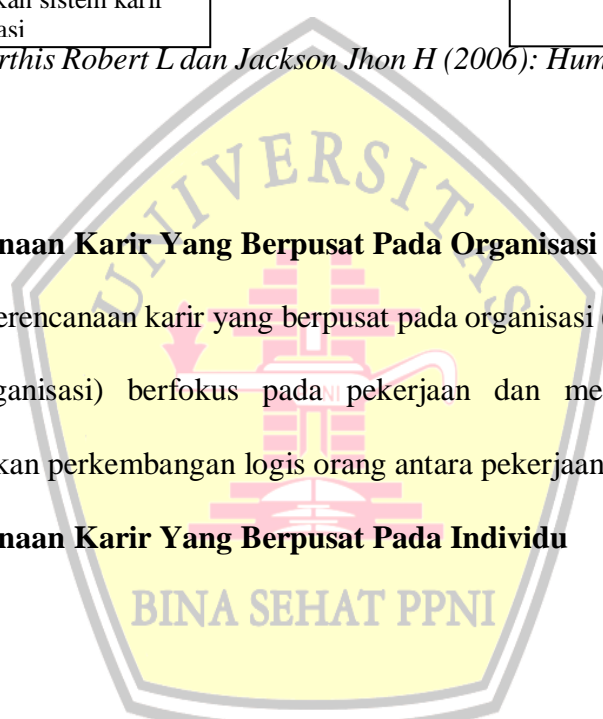 kan sistem karir
asi
rthis Robert L dan Jackson Jhon H (2006): Hum
UNIVERSITAS
naan Karir Yang Berpusat Pada Organisasi
erencanaan karir yang berpusat pada organisasi
ganisasi) berfokus pada pekerjaan dan me
PPNI
kan perkembangan logis orang antara pekerjaan
naan Karir Yang Berpusat Pada Individu
BINA SEHAT PPNI